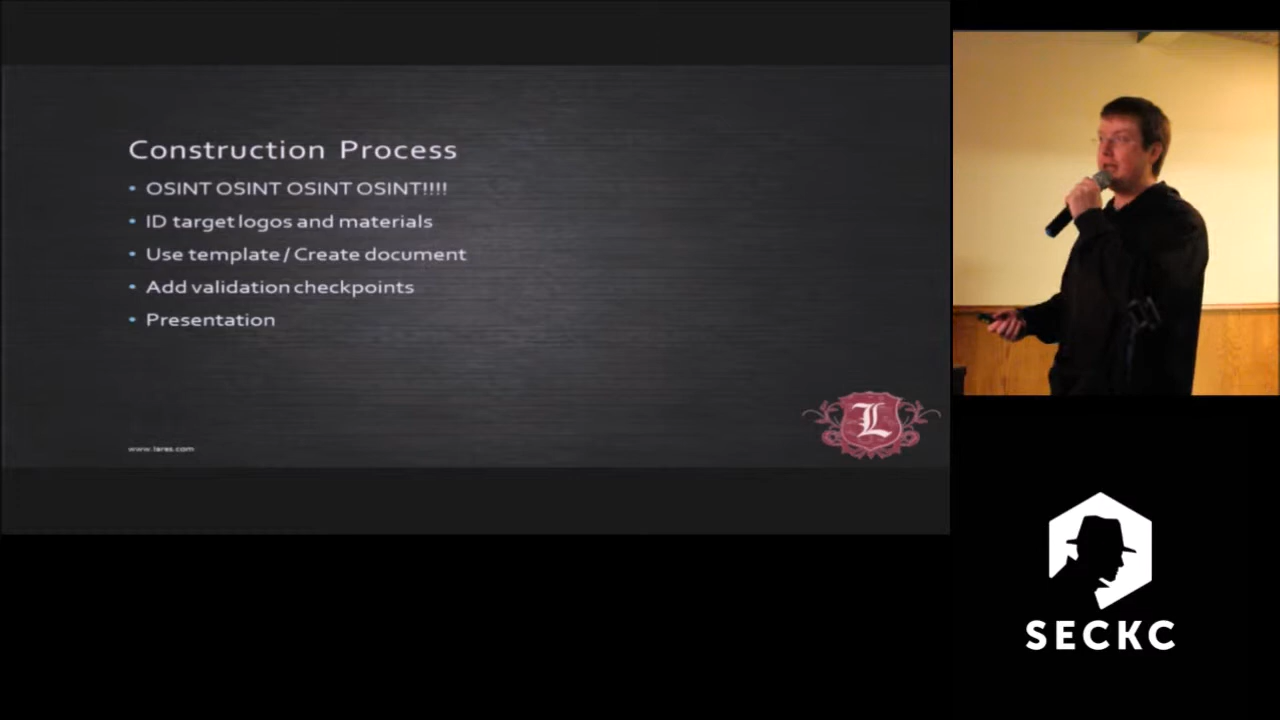 Construction Process
• OSINT OSINT OSINT OSINT!!!!
• ID target logos and materials
• Use template / Create document
• Add validation checkpoints
• Presentation
www.lares.com
L
SECKC